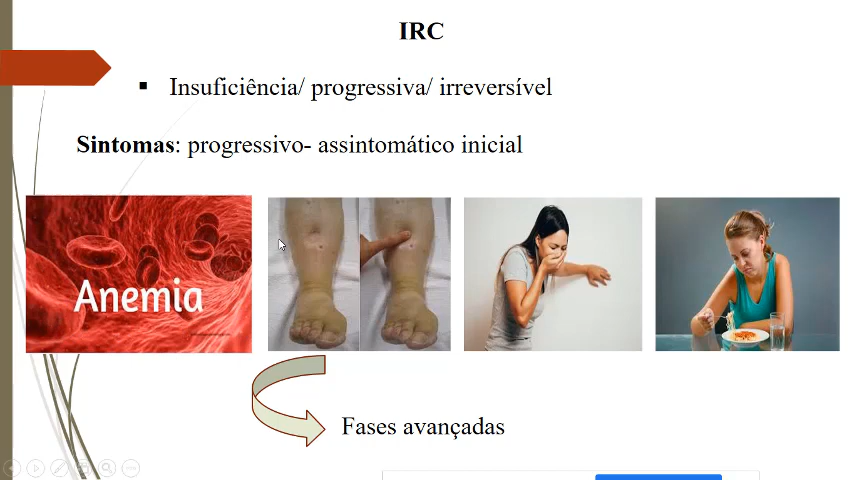 IRC
Insuficiência/ progressiva/ irreversível
Sintomas: progressivo- assintomático inicial
Anemia
Fases avançadas